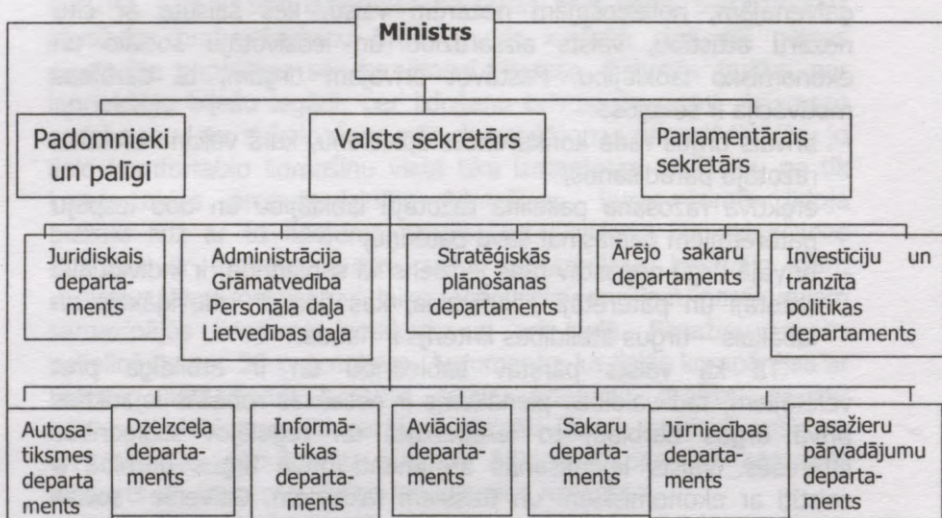 Ministrs
Padomnieki
un palīgi
Valsts sekretārs
Parlamentārais
sekretārs
Juridiskais
departa-
ments
Administrācija
Grāmatvedība
Personāla daļa
Lietvedības daļa
Stratēģiskās
plānošanas
departaments
Ārējo sakaru
departaments
Investīciju un
tranzīta
politikas
departaments
Autosa-
tiksmes
departa
ments
Dzelzceļa
departa-
ments
Informā-
tikas
departa-
ments
Aviācijas
departa-
ments
Sakaru
departa-
ments
Jūrniecības
departa-
ments
Pasažieru
pārvadājumu
departa-
ments